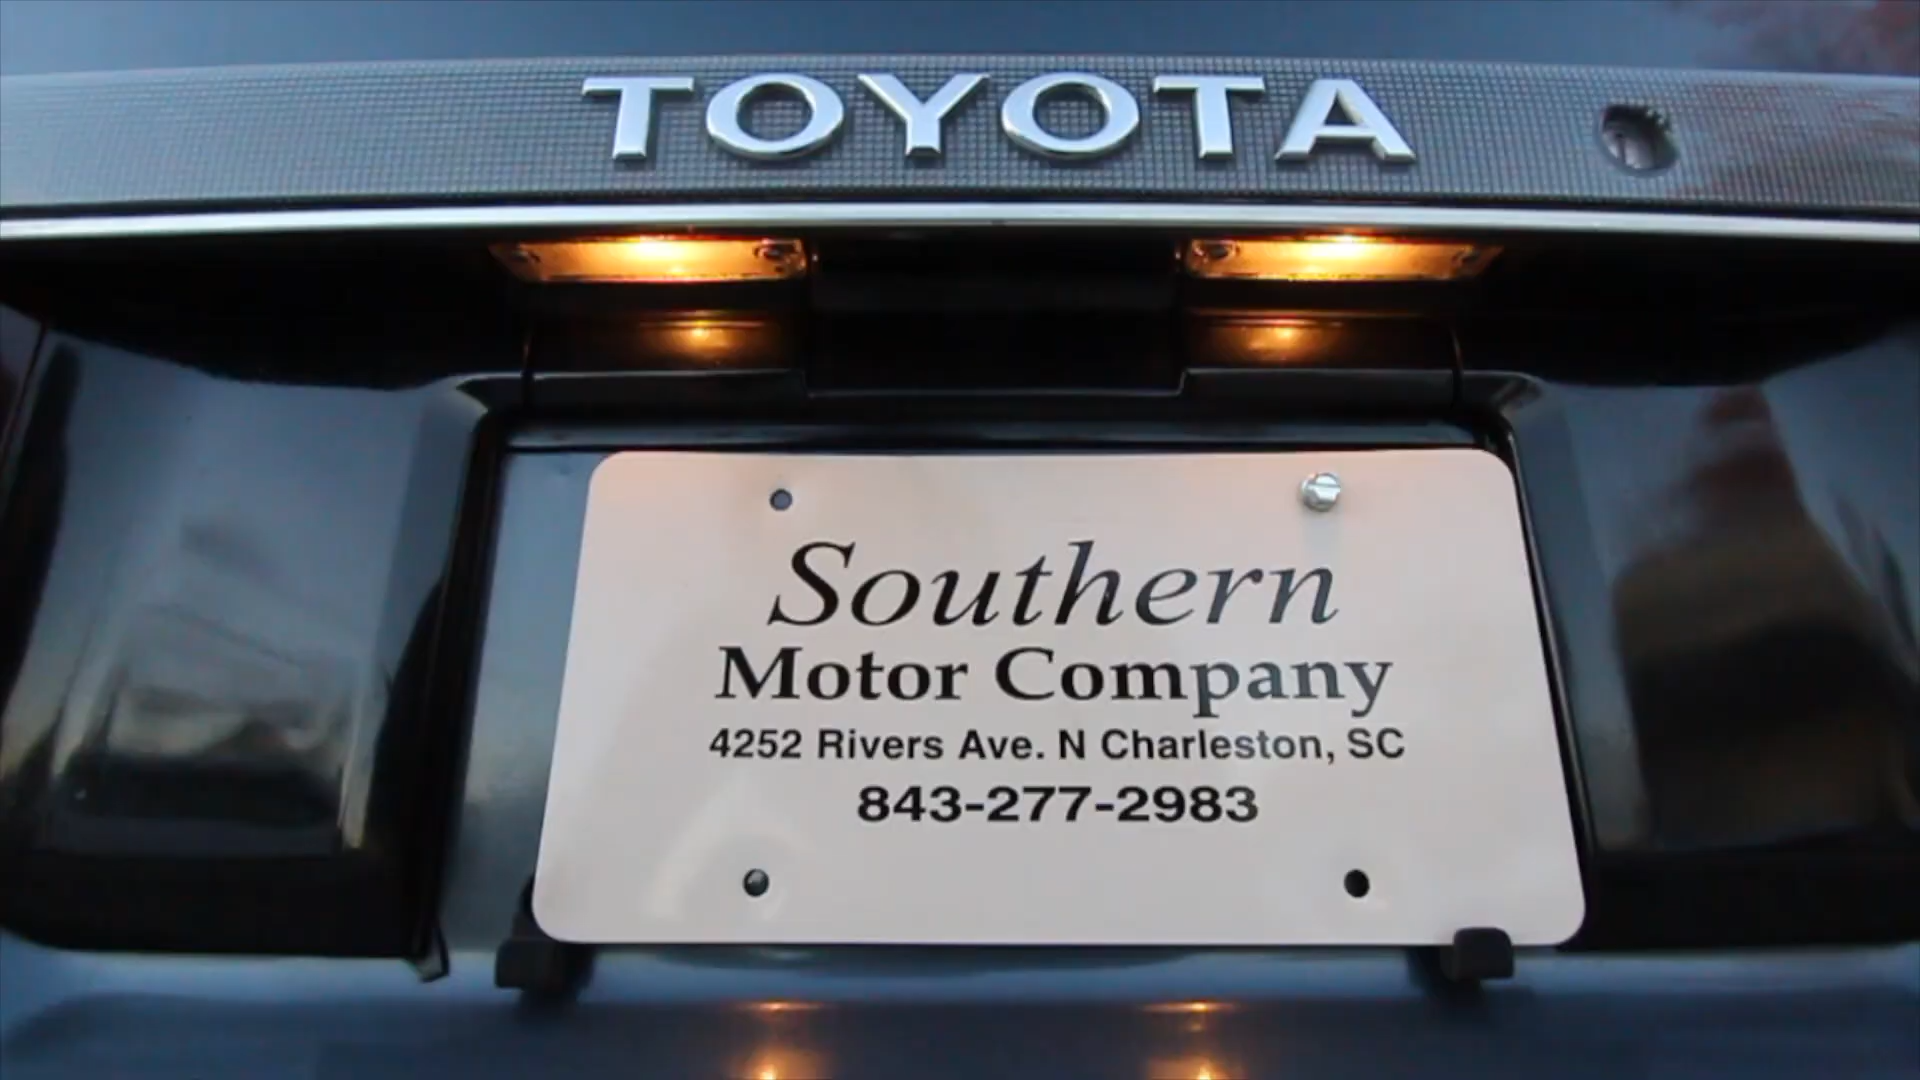 TOYOTA
Southern
Motor Company
4252 Rivers Ave. N Charleston, SC
843-277-2983